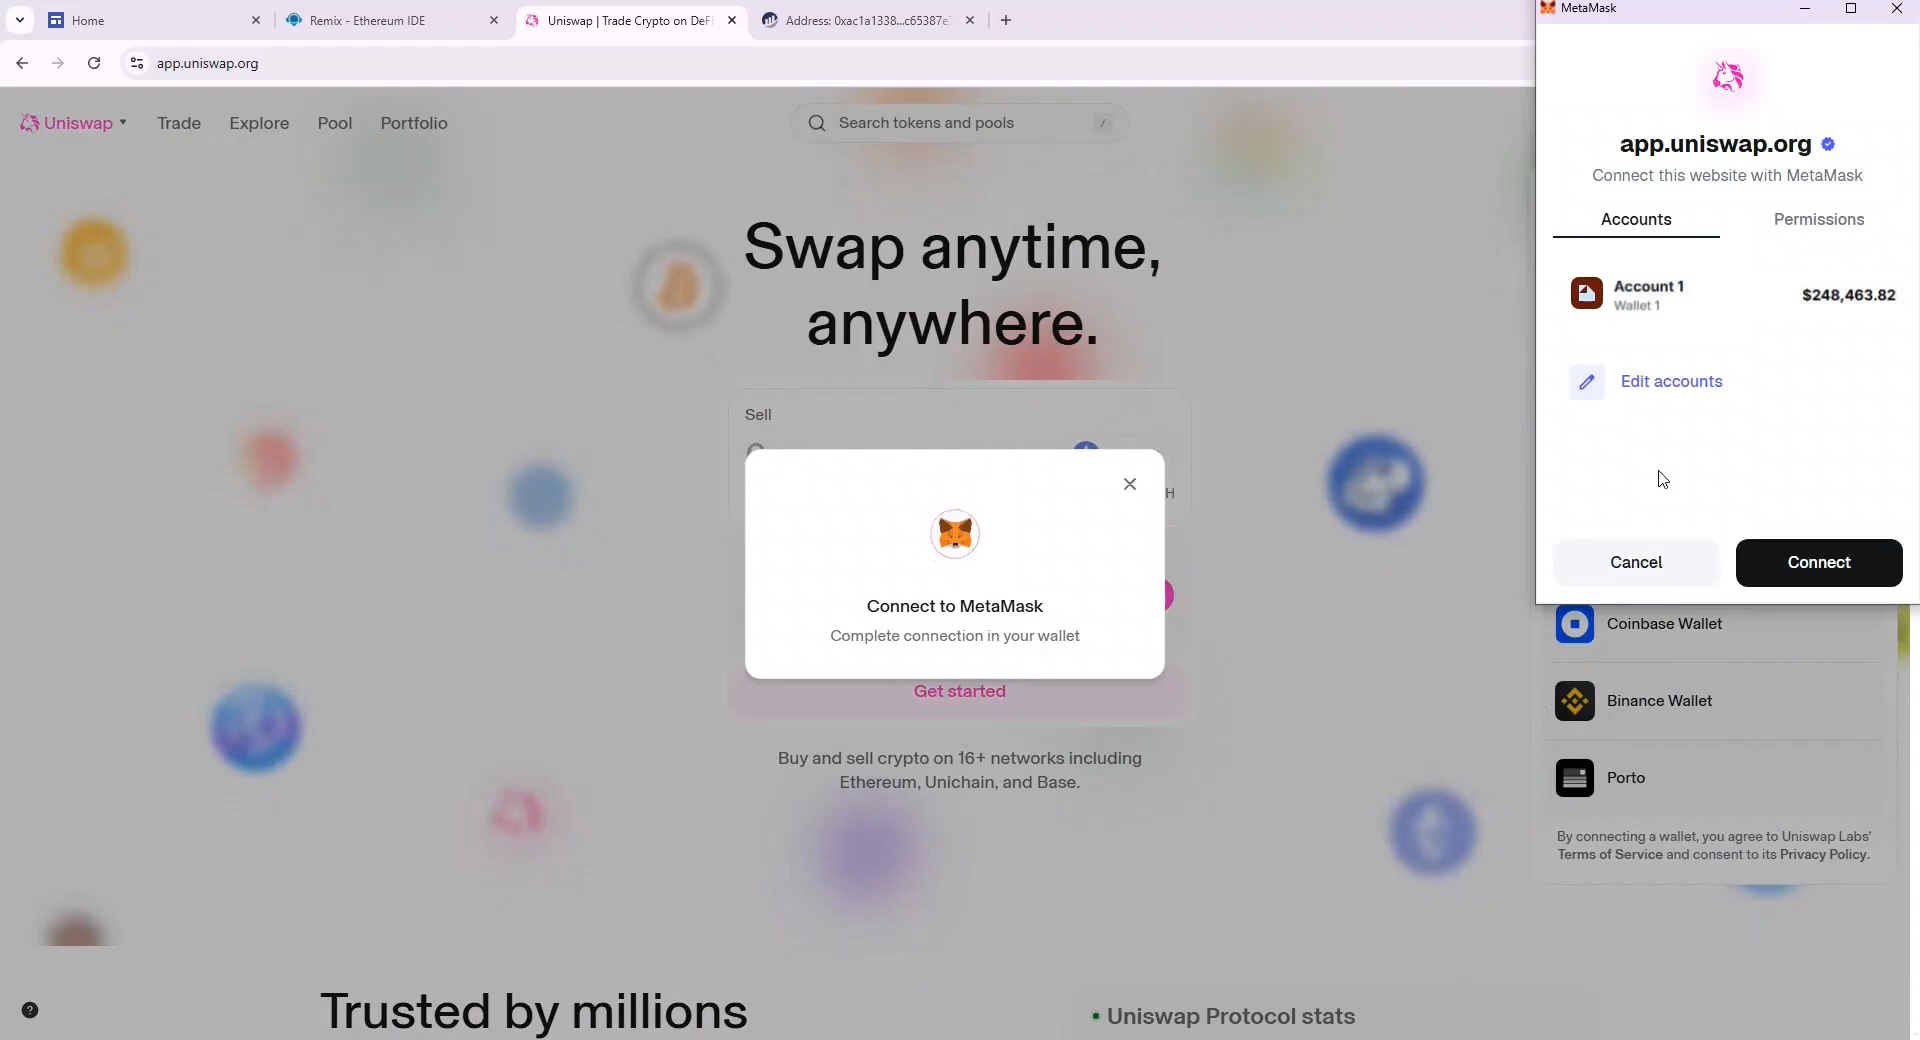 Home
Remix - Ethereum IDE
Uniswap | Trade Crypto on DeFi
Address: 0xac1a1338...c65387e
app.uniswap.org
Uniswap
Trade
Explore
Pool
Portfolio
Search tokens and pools
/
Swap anytime,
anywhere.
Sell
H
Connect to MetaMask
Complete connection in your wallet
Get started
Buy and sell crypto on 16+ networks including
Ethereum, Unichain, and Base.
Trusted by millions
Uniswap Protocol stats
?
MetaMask
app.uniswap.org
Connect this website with MetaMask
Accounts
Permissions
Account 1
Wallet 1
$248,463.82
Edit accounts
Cancel
Connect
Coinbase Wallet
Binance Wallet
Porto
By connecting a wallet, you agree to Uniswap Labs'
Terms of Service and consent to its Privacy Policy.